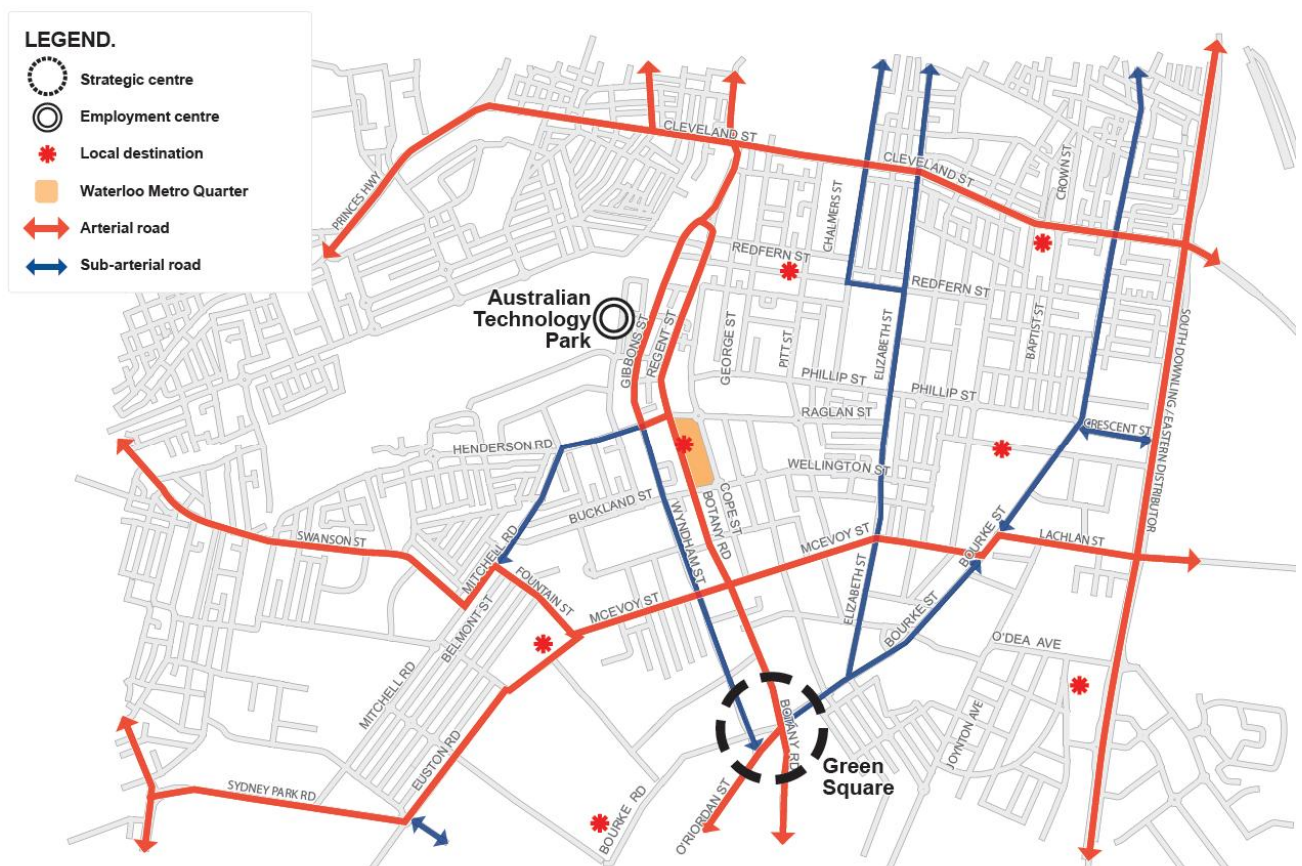 LEGEND.
Strategic centre
Employment centre
Local destination
Waterloo Metro Quarter
Arterial road
Sub-arterial road
PRINCES HWY
CLEVELAND ST
CLEVELAND ST
CROWN ST
CHALMERS ST
REDFERN ST
REDFERN ST
Australian
Technology
Park
GIBBONS ST
REGENT ST
GEORGE ST
PITT ST
ELIZABETH ST
BAPTIST ST
SOUTH DOWLING / EASTERN DISTRIBUTOR
PHILLIP ST
PHILLIP ST
RAGLAN ST
CRESCENT ST
HENDERSON RD
WELLINGTON ST
BUCKLAND ST
COPE ST
BOTANY RD
WYNDHAM ST
SWANSON ST
MITCHELL RD
FOUNTAIN ST
BELMONT ST
MCEVOY ST
MCEVOY ST
BOURKE ST
LACHLAN ST
ELIZABETH ST
BOURKE ST
O'DEA AVE
MITCHELL RD
EUSTON RD
JOYNTON AVE
BOTANY RD
Green
Square
SYDNEY PARK RD
BOURKE RD
O'RIORDAN ST